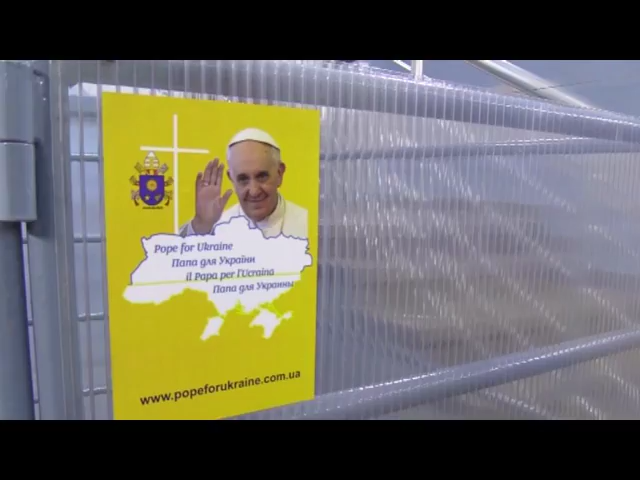 Pope for Ukraine
Папа для України
il Papa per l'Ucraina
Папа для Украины
www.popeforukraine.com.ua